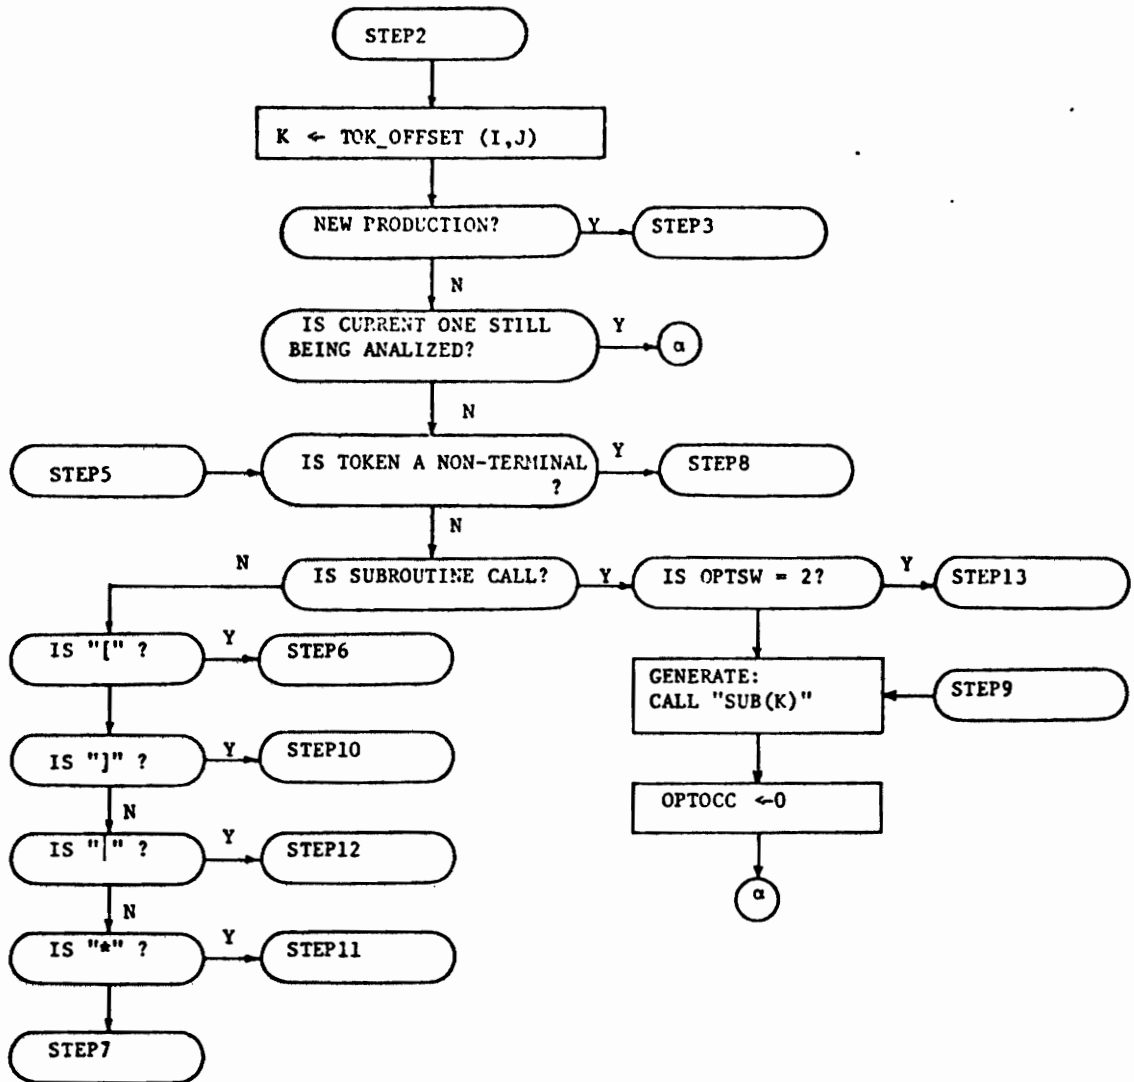 STEP2
K ← TOK_OFFSET (I,J)
NEW PRODUCTION?
Y
STEP3
N
IS CURRENT ONE STILL
BEING ANALIZED?
Y
α
N
STEP5
IS TOKEN A NON-TERMINAL
?
Y
STEP8
N
N
IS SUBROUTINE CALL?
Y
IS OPTSW = 2?
Y
STEP13
IS "[" ?
Y
STEP6
GENERATE:
CALL "SUB(K)"
STEP9
IS "]" ?
Y
STEP10
OPTOCC ←0
N
IS "|" ?
Y
STEP12
α
N
IS "*" ?
Y
STEP11
STEP7